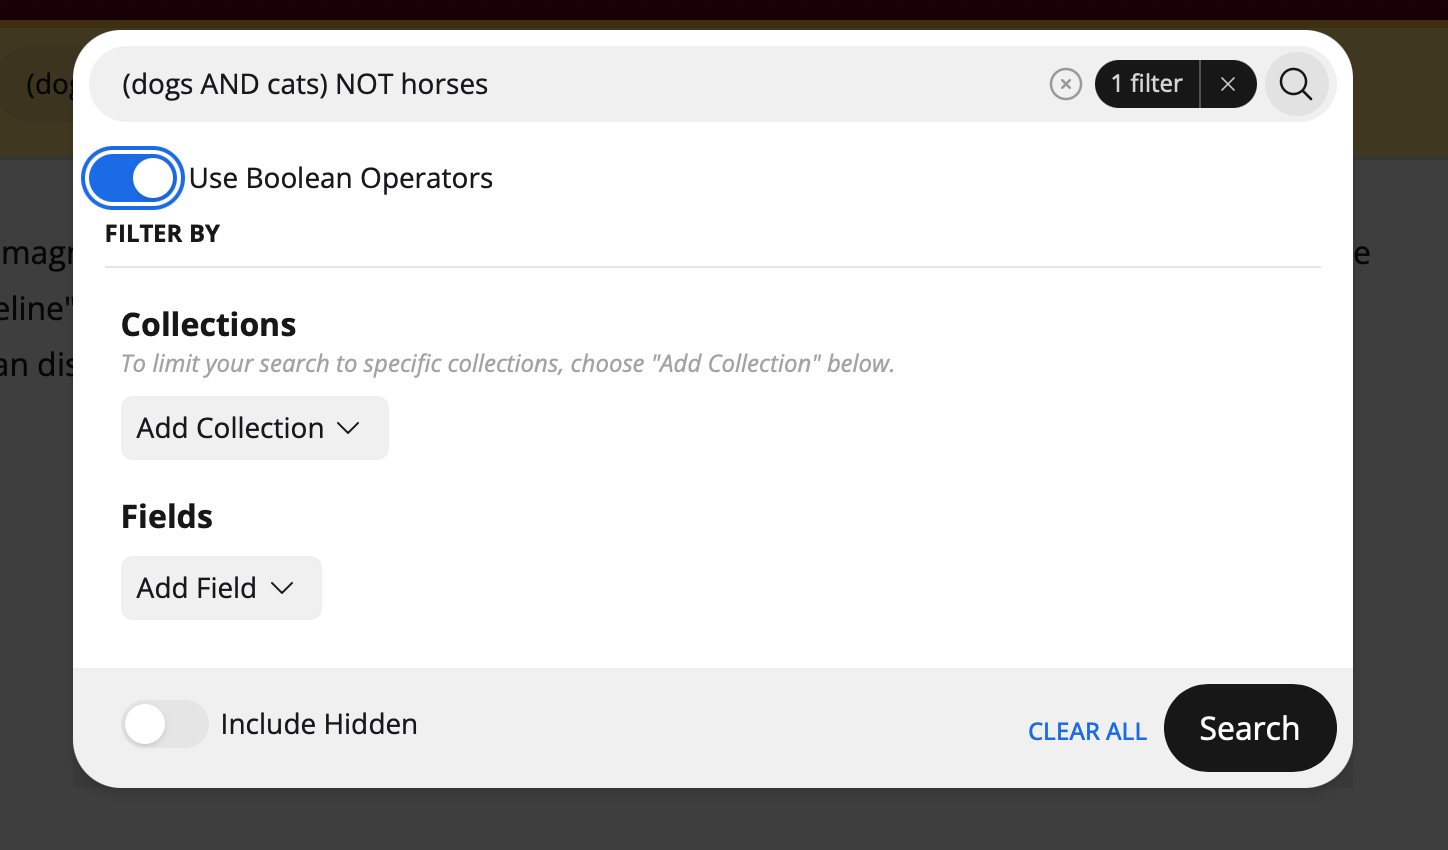 (dogs AND cats) NOT horses
1 filter
Use Boolean Operators
FILTER BY
Collections
To limit your search to specific collections, choose "Add Collection" below.
Add Collection
Fields
Add Field
Include Hidden
CLEAR ALL
Search